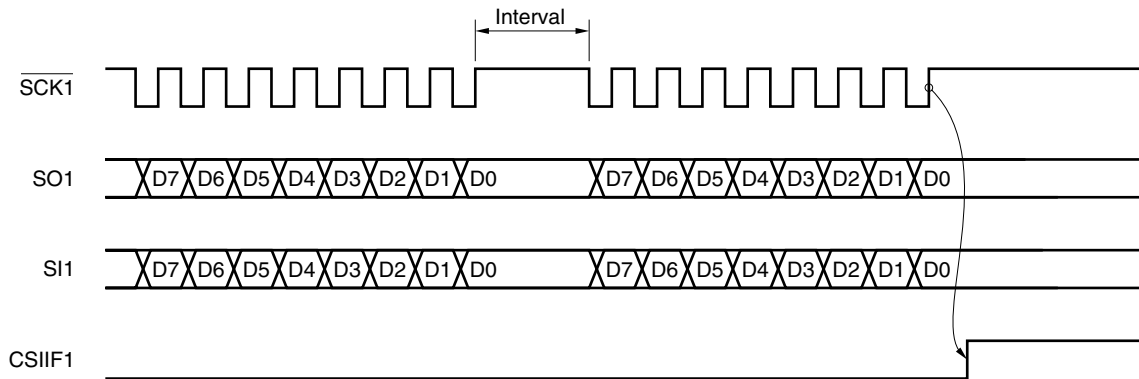 Interval
SCK1
SO1 D7 D6 D5 D4 D3 D2 D1 D0 D7 D6 D5 D4 D3 D2 D1 D0
SI1 D7 D6 D5 D4 D3 D2 D1 D0 D7 D6 D5 D4 D3 D2 D1 D0
CSIIF1